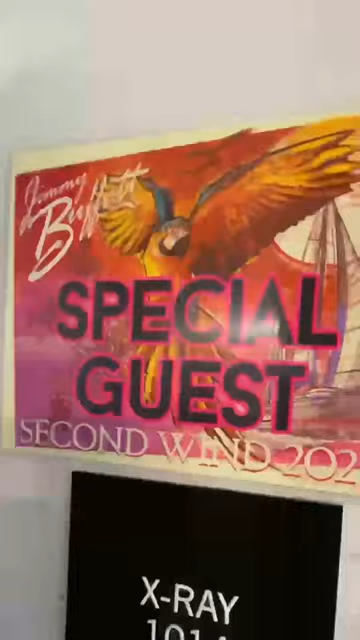 Jimmy
Buffett
SPECIAL
GUEST
SECOND WIND 202
X-RAY